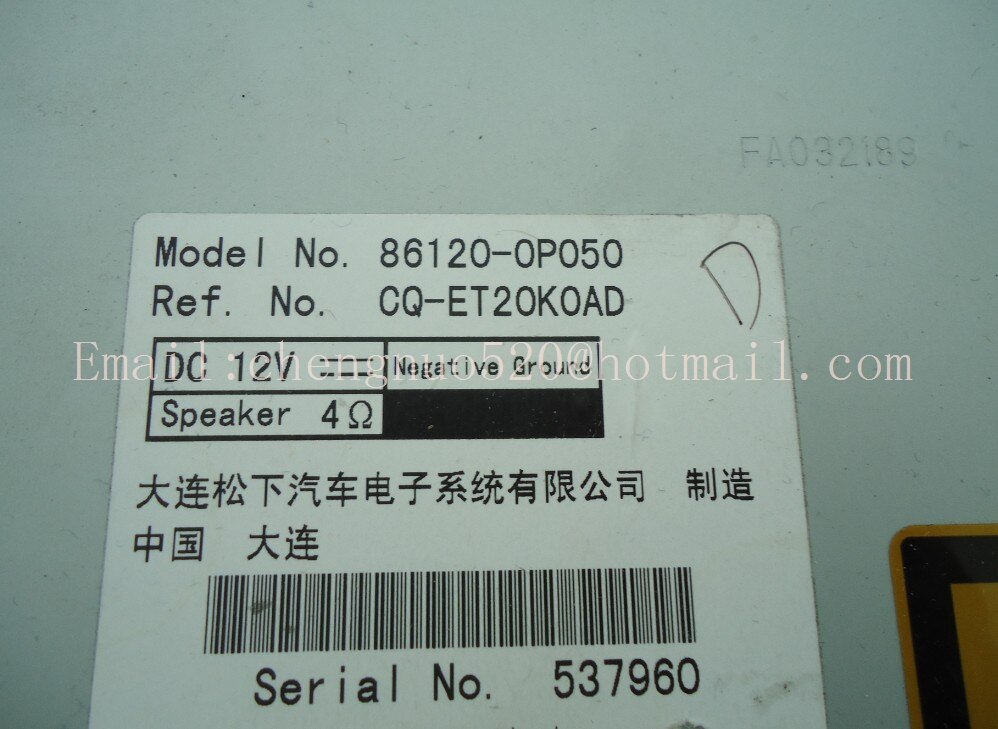 FA032189
Model No. 86120-0P050
Ref. No. CQ-ET20K0AD
DC 12V Negative Ground
Email:shengnuo520@hotmail.com
Speaker 4Ω
大连松下汽车电子系统有限公司 制造
中国 大连
Serial No. 537960